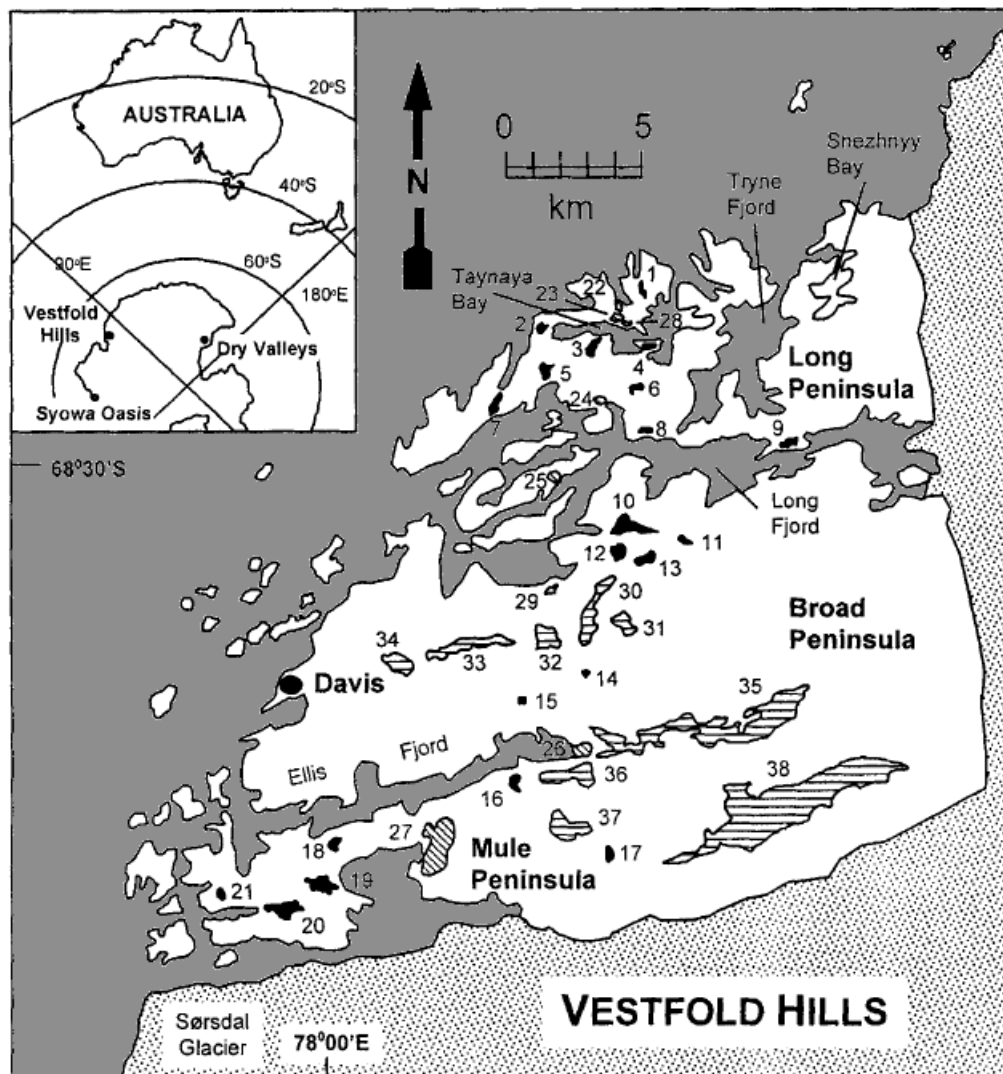 20°S
AUSTRALIA
40°S
90°E
60°S
180°E
Vestfold
Hills
Dry Valleys
Syowa Oasis
N
0 5
km
Snezhnyy
Bay
Tryne
Fjord
Taynaya
Bay
1
22
23
28
2
3
4
Long
Peninsula
5
6
24
7
8
9
68°30'S
25
Long
Fjord
10
11
12
13
29
30
Broad
Peninsula
31
34
33
32
14
Davis
15
35
Ellis Fjord
26
36
38
16
37
27
18
Mule
Peninsula
17
19
21
20
VESTFOLD HILLS
Sørsdal
Glacier
78°00'E